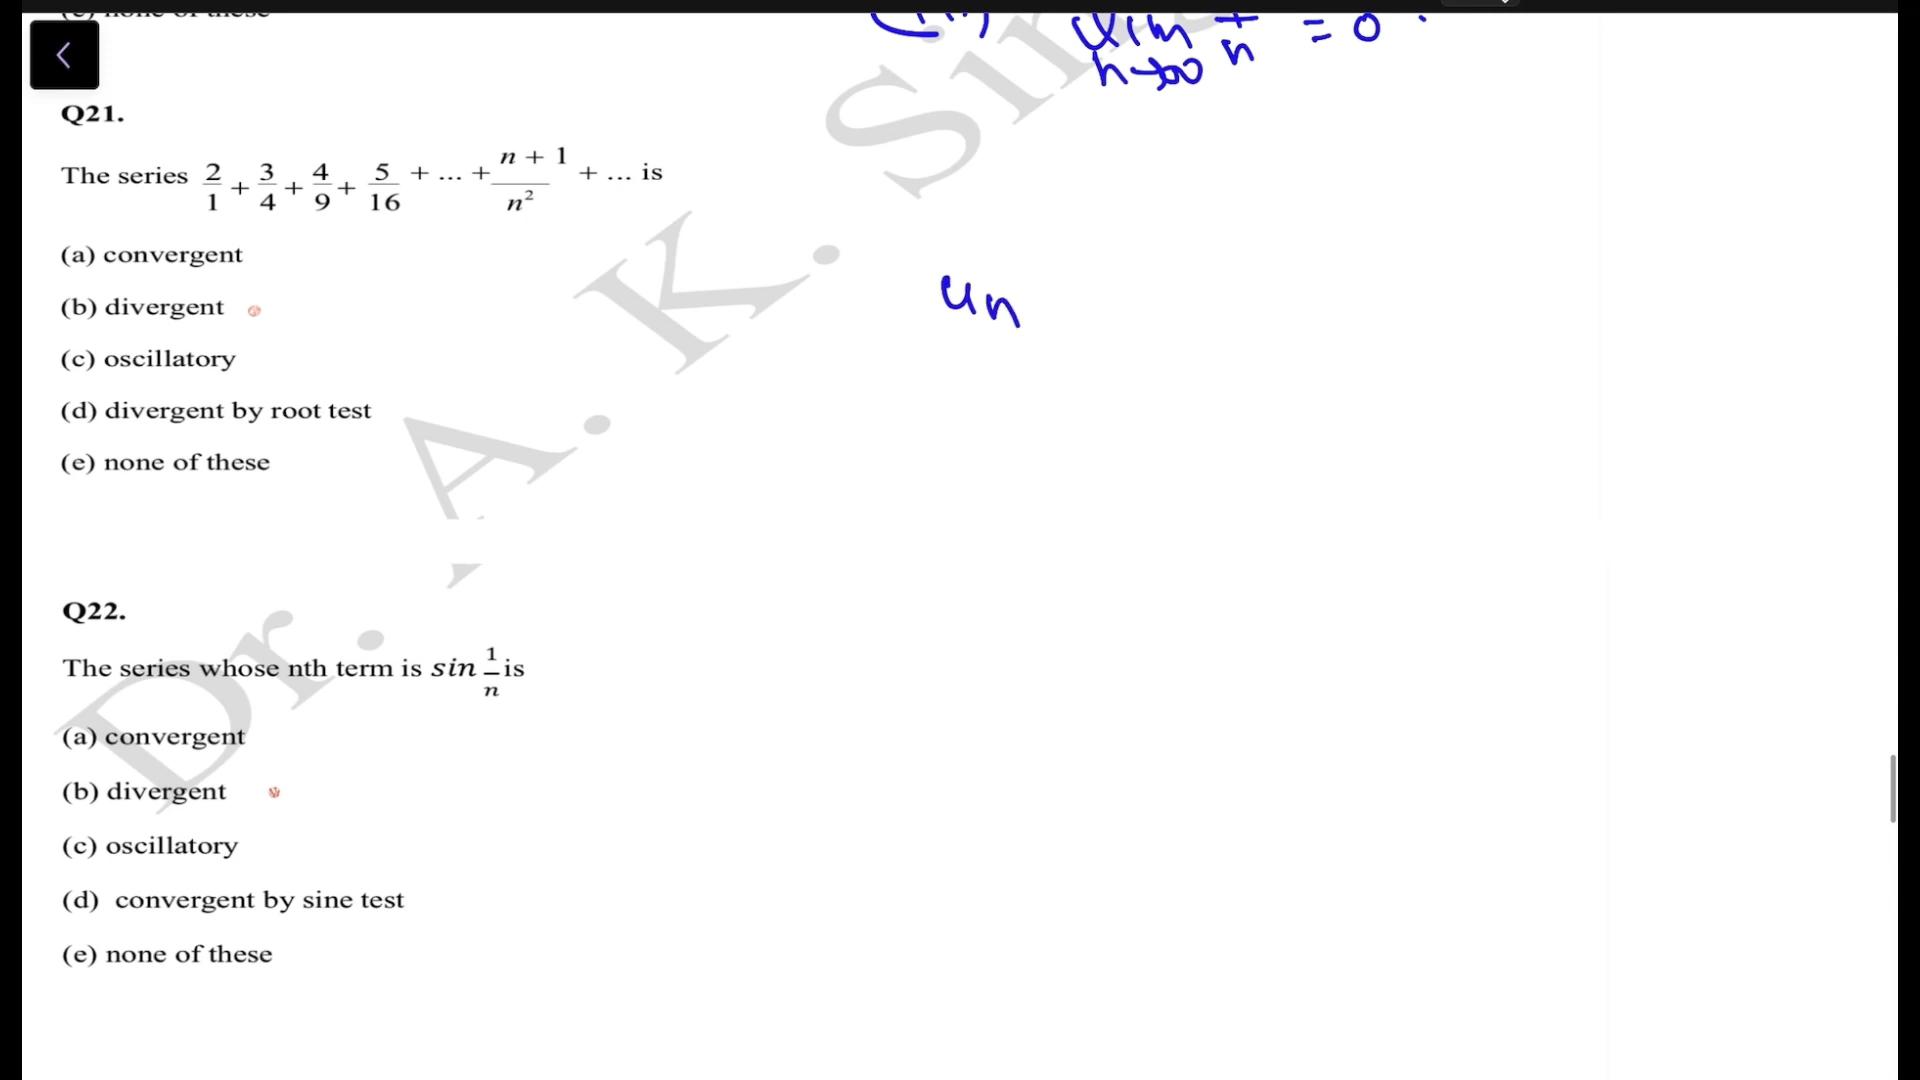 lim 1/n = 0
n→∞
Q21.
The series 2/1 + 3/4 + 4/9 + 5/16 + ... + (n + 1)/n² + ... is
(a) convergent
(b) divergent
(c) oscillatory
(d) divergent by root test
(e) none of these
un
Q22.
The series whose nth term is sin 1/n is
(a) convergent
(b) divergent
(c) oscillatory
(d) convergent by sine test
(e) none of these
Dr. A. K.